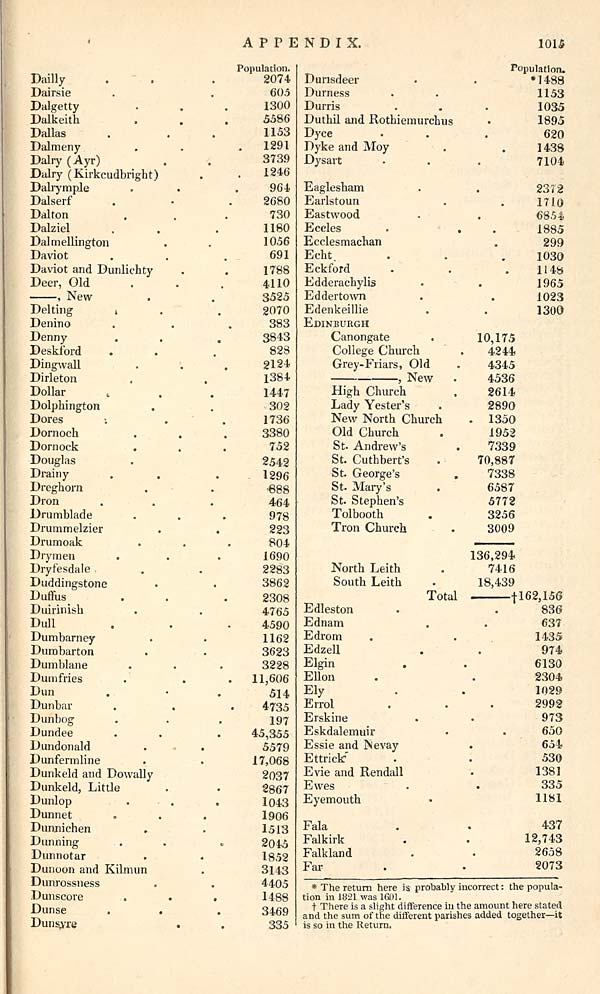 APPENDIX. 1015
Population.
Dailly 2074
Dairsie 605
Dalgetty 1300
Dalkeith 5586
Dallas 1153
Dalmeny 1291
Dalry (Ayr) 3739
Dalry (Kirkcudbright) 1246
Dalrymple 964
Dalserf 2680
Dalton 730
Dalziel 1180
Dalmellington 1056
Daviot 691
Daviot and Dunlichty 1788
Deer, Old 4110
——, New 3525
Delting 2070
Denino 383
Denny 3843
Deskford 828
Dingwall 2124
Dirleton 1384
Dollar 1447
Dolphington 302
Dores 1736
Dornoch 3380
Dornock 752
Douglas 2542
Drainy 1296
Dreghorn 888
Dron 464
Drumblade 978
Drummelzier 223
Drumoak 804
Drymen 1690
Dryfesdale 2283
Duddingstone 3862
Duffus 2308
Duirinish 4765
Dull 4590
Dumbarney 1162
Dumbarton 3623
Dumblane 3228
Dumfries 11,606
Dun 514
Dunbar 4735
Dunbog 197
Dundee 45,355
Dundonald 5579
Dunfermline 17,068
Dunkeld and Dowally 2037
Dunkeld, Little 2867
Dunlop 1043
Dunnet 1906
Dunnichen 1513
Dunning 2045
Dunnotar 1852
Dunoon and Kilmun 3143
Dunrossness 4405
Dunscore 1488
Dunse 3469
Dunsyre 335
Population.
Dunsdeer *1488
Durness 1153
Durris 1035
Duthil and Rothiemurchus 1895
Dyce 620
Dyke and Moy 1438
Dysart 7104
Eaglesham 2372
Earlstoun 1710
Eastwood 6854
Eccles 1885
Ecclesmachan 299
Echt 1030
Eckford 1148
Edderachylis 1965
Eddertown 1023
Edenkeillie 1300
EDINBURGH
Canongate 10,175
College Church 4244
Grey-Friars, Old 4345
————, New 4536
High Church 2614
Lady Yester's 2890
New North Church 1350
Old Church 1952
St. Andrew's 7339
St. Cuthbert's 70,887
St. George's 7338
St. Mary's 6587
St. Stephen's 5772
Tolbooth 3256
Tron Church 3009
136,294
North Leith 7416
South Leith 18,439
Total ——†162,156
Edleston 836
Ednam 637
Edrom 1435
Edzell 974
Elgin 6130
Ellon 2304
Ely 1029
Errol 2992
Erskine 973
Eskdalemuir 650
Essie and Nevay 654
Ettrick 530
Evie and Rendall 1381
Ewes 335
Eyemouth 1181
Fala 437
Falkirk 12,743
Falkland 2658
Far 2073
* The return here is probably incorrect: the popula-
tion in 1821 was 1601.
† There is a slight difference in the amount here stated
and the sum of the different parishes added together—it
is so in the Return.